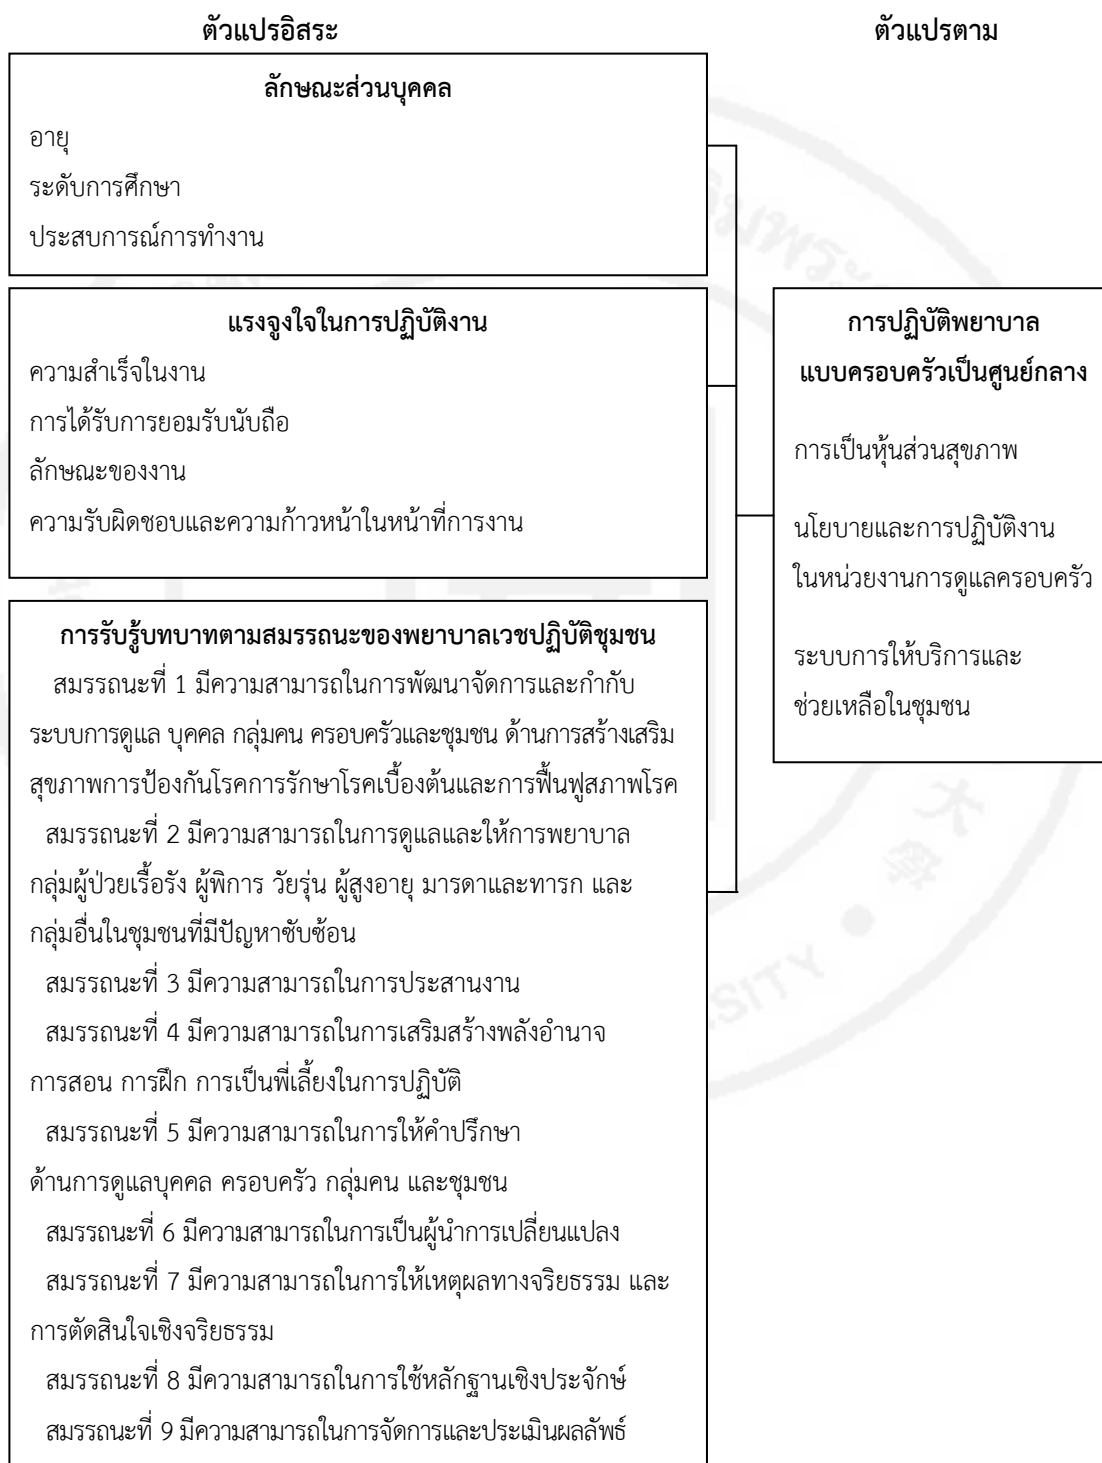 ตัวแปรอิสระ
ตัวแปรตาม
ลักษณะส่วนบุคคล
อายุ
ระดับการศึกษา
ประสบการณ์การทำงาน
แรงจูงใจในการปฏิบัติงาน
ความสำเร็จในงาน
การได้รับการยอมรับนับถือ
ลักษณะของงาน
ความรับผิดชอบและความก้าวหน้าในหน้าที่การงาน
การรับรู้บทบาทตามสมรรถนะของพยาบาลเวชปฏิบัติชุมชน
สมรรถนะที่ 1 มีความสามารถในการพัฒนาจัดการและกำกับ
ระบบการดูแล บุคคล กลุ่มคน ครอบครัวและชุมชน ด้านการสร้างเสริม
สุขภาพการป้องกันโรคการรักษาโรคเบื้องต้นและการฟื้นฟูสภาพโรค
สมรรถนะที่ 2 มีความสามารถในการดูแลและให้การพยาบาล
กลุ่มผู้ป่วยเรื้อรัง ผู้พิการ วัยรุ่น ผู้สูงอายุ มารดาและทารก และ
กลุ่มอื่นในชุมชนที่มีปัญหาซับซ้อน
สมรรถนะที่ 3 มีความสามารถในการประสานงาน
สมรรถนะที่ 4 มีความสามารถในการเสริมสร้างพลังอำนาจ
การสอน การฝึก การเป็นพี่เลี้ยงในการปฏิบัติ
สมรรถนะที่ 5 มีความสามารถในการให้คำปรึกษา
ด้านการดูแลบุคคล ครอบครัว กลุ่มคน และชุมชน
สมรรถนะที่ 6 มีความสามารถในการเป็นผู้นำการเปลี่ยนแปลง
สมรรถนะที่ 7 มีความสามารถในการให้เหตุผลทางจริยธรรม และ
การตัดสินใจเชิงจริยธรรม
สมรรถนะที่ 8 มีความสามารถในการใช้หลักฐานเชิงประจักษ์
สมรรถนะที่ 9 มีความสามารถในการจัดการและประเมินผลลัพธ์
การปฏิบัติพยาบาล
แบบครอบครัวเป็นศูนย์กลาง
การเป็นหุ้นส่วนสุขภาพ
นโยบายและการปฏิบัติงาน
ในหน่วยงานการดูแลครอบครัว
ระบบการให้บริการและ
ช่วยเหลือในชุมชน